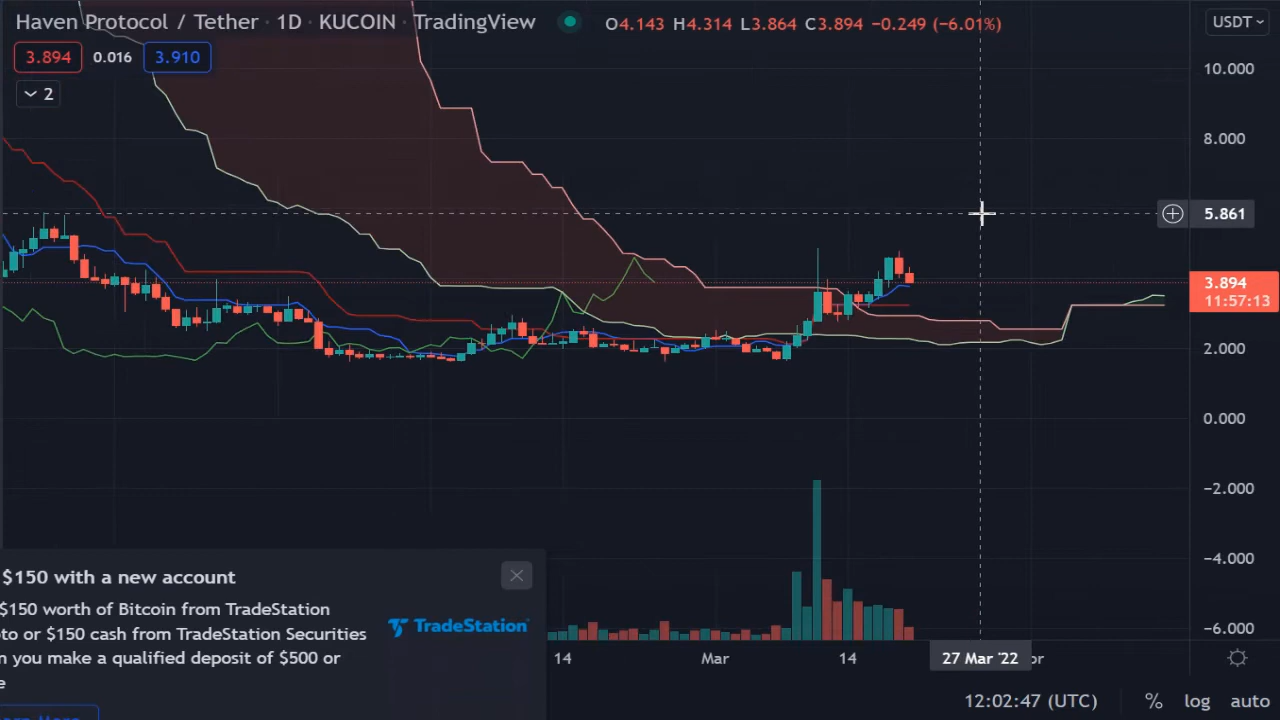 Haven Protocol / Tether · 1D · KUCOIN · TradingView O4.143 H4.314 L3.864 C3.894 −0.249 (−6.01%) USDT
3.894 0.016 3.910
2
10.000
8.000
5.861
3.894
11:57:13
2.000
0.000
−2.000
−4.000
−6.000
$150 with a new account
$150 worth of Bitcoin from TradeStation
to or $150 cash from TradeStation Securities
you make a qualified deposit of $500 or
TradeStation
14 Mar 14 27 Mar '22
12:02:47 (UTC) % log auto